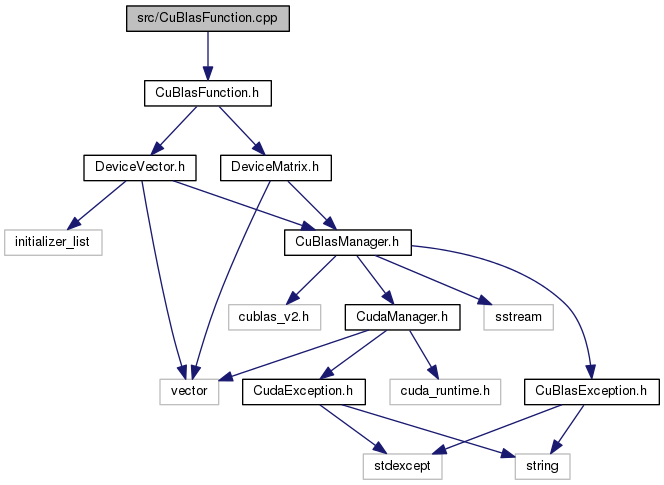 src/CuBlasFunction.cpp
CuBlasFunction.h
DeviceVector.h
DeviceMatrix.h
initializer_list
CuBlasManager.h
cublas_v2.h
CudaManager.h
sstream
vector
CudaException.h
cuda_runtime.h
CuBlasException.h
stdexcept
string